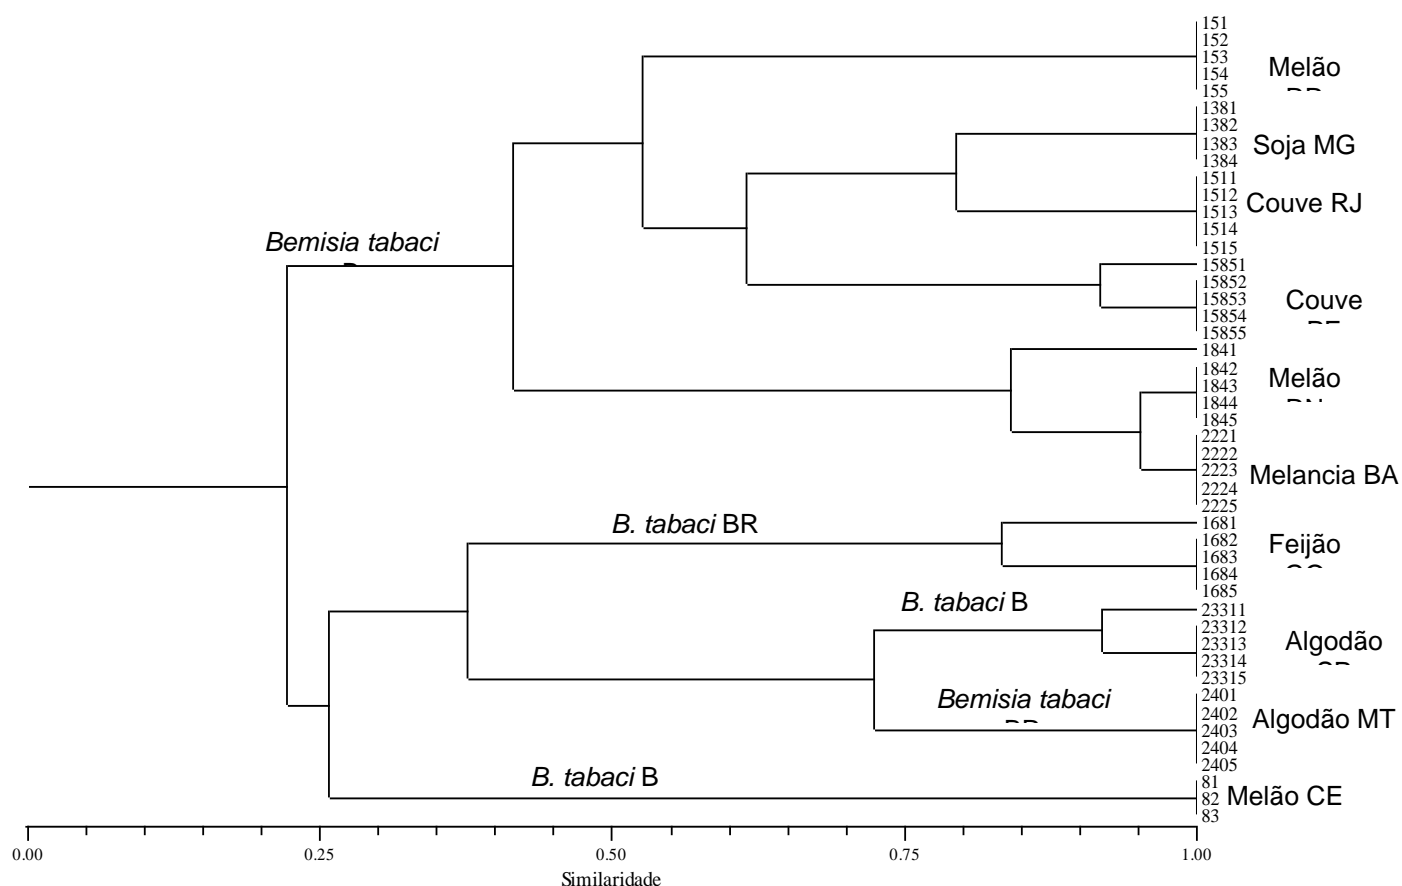 151
152
153
154
155
Melão
1381
1382
1383
1384
Soja MG
1511
1512
1513
1514
1515
Couve RJ
Bemisia tabaci
15851
15852
15853
15854
15855
Couve
1841
1842
1843
1844
1845
Melão
2221
2222
2223
2224
2225
Melancia BA
B. tabaci BR
1681
1682
1683
1684
1685
Feijão
B. tabaci B
23311
23312
23313
23314
23315
Algodão
Bemisia tabaci
2401
2402
2403
2404
2405
Algodão MT
B. tabaci B
81
82
83
Melão CE
0.00 0.25 0.50 0.75 1.00
Similaridade